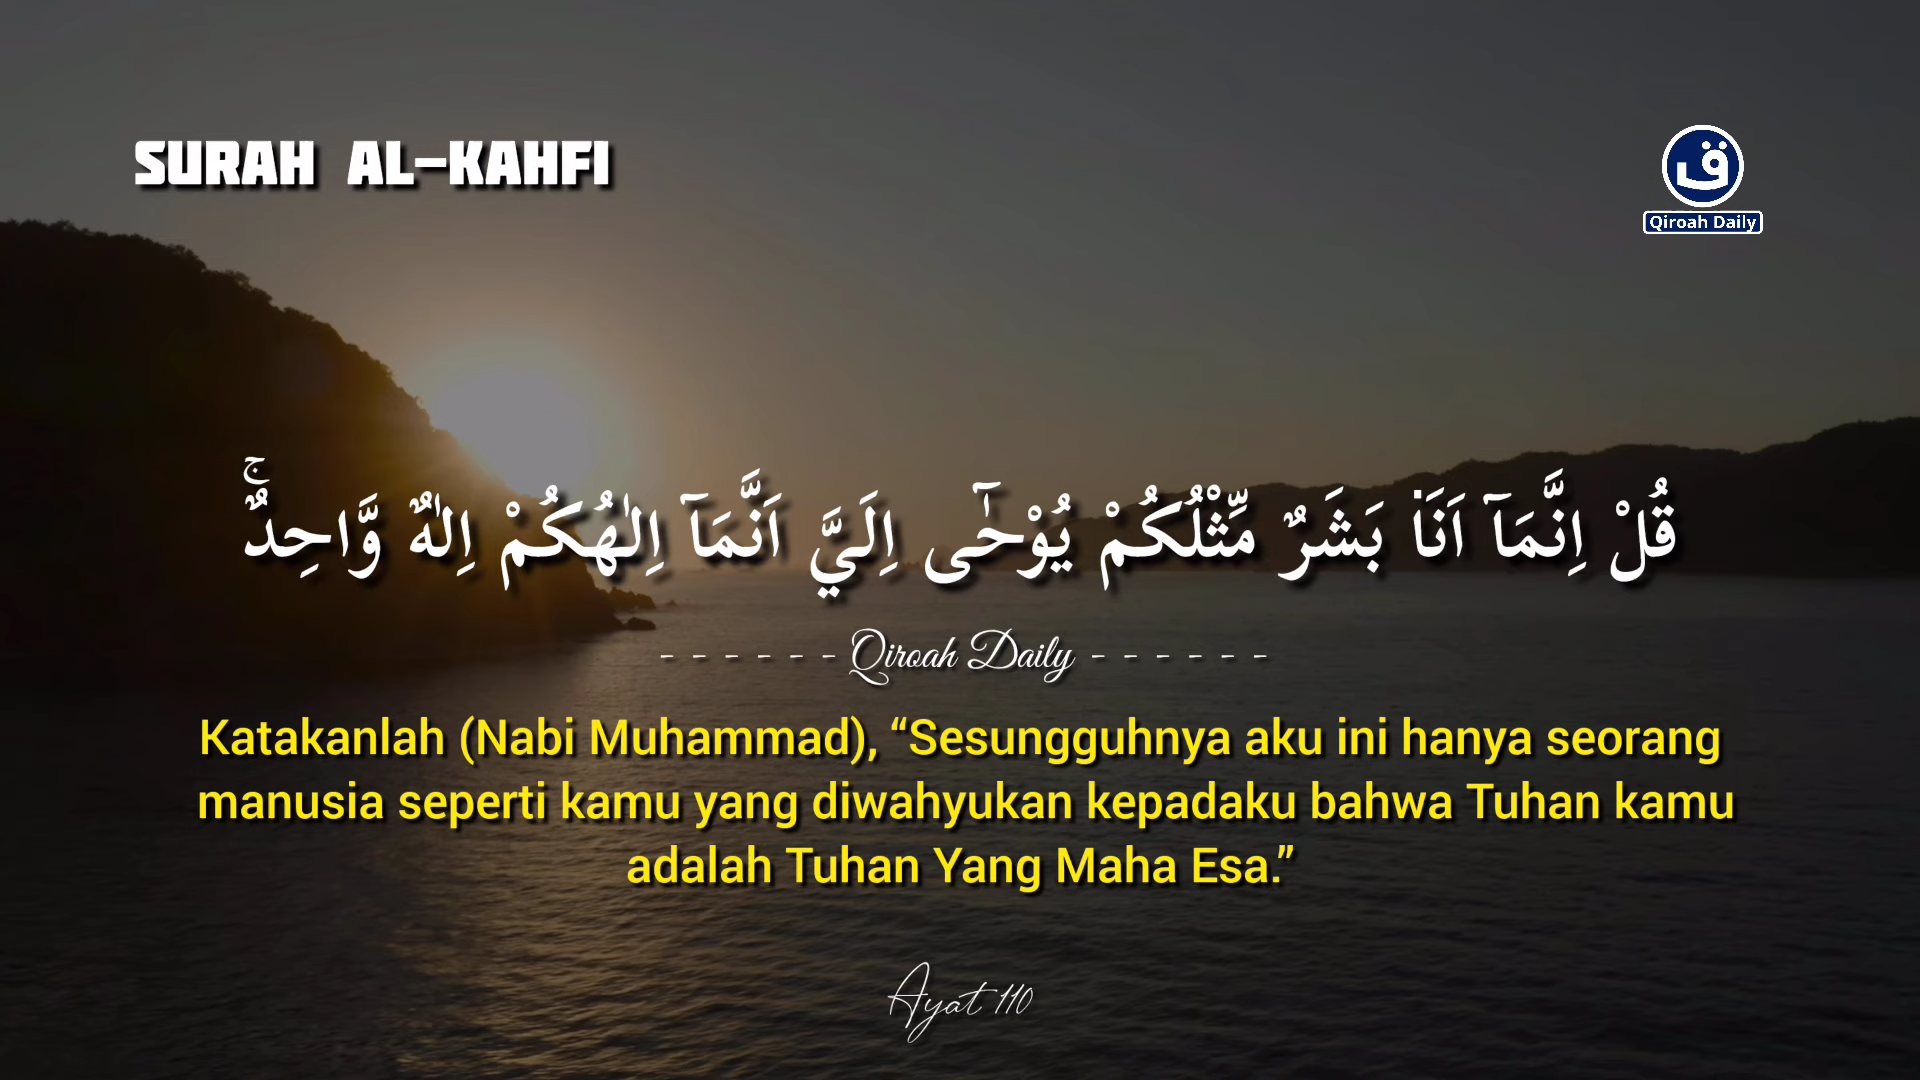 SURAH AL-KAHFI
ق
Qiroah Daily
قُلْ اِنَّمَآ اَنَا۠ بَشَرٌ مِّثْلُكُمْ يُوْحٰٓى اِلَيَّ اَنَّمَآ اِلٰهُكُمْ اِلٰهٌ وَّاحِدٌۚ
- - - - - - Qiroah Daily - - - - - -
Katakanlah (Nabi Muhammad), “Sesungguhnya aku ini hanya seorang
manusia seperti kamu yang diwahyukan kepadaku bahwa Tuhan kamu
adalah Tuhan Yang Maha Esa.”
Ayat 110